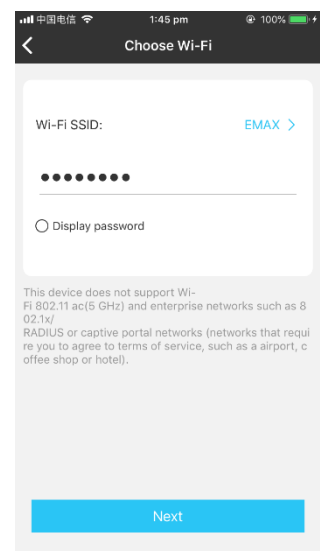 中国电信 1:45 pm 100%
Choose Wi-Fi
Wi-Fi SSID: EMAX >
●●●●●●●●
Display password
This device does not support Wi-
Fi 802.11 ac(5 GHz) and enterprise networks such as 8
02.1x/
RADIUS or captive portal networks (networks that requi
re you to agree to terms of service, such as a airport, c
offee shop or hotel).
Next